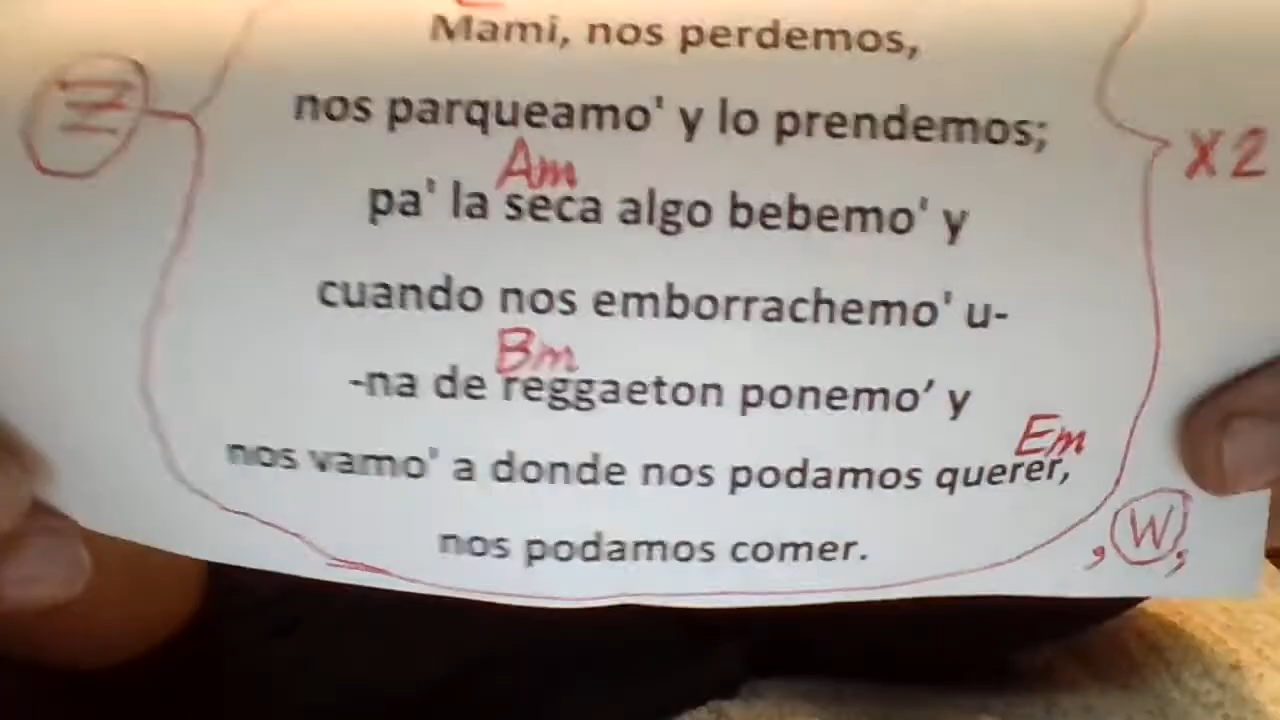 Mami, nos perdemos,
nos parqueamo' y lo prendemos;
X2
Am
pa' la seca algo bebemo' y
cuando nos emborrachemo' u-
Bm
-na de reggaeton ponemo' y
Em
nos vamo' a donde nos podamos querer,
, W,
nos podamos comer.